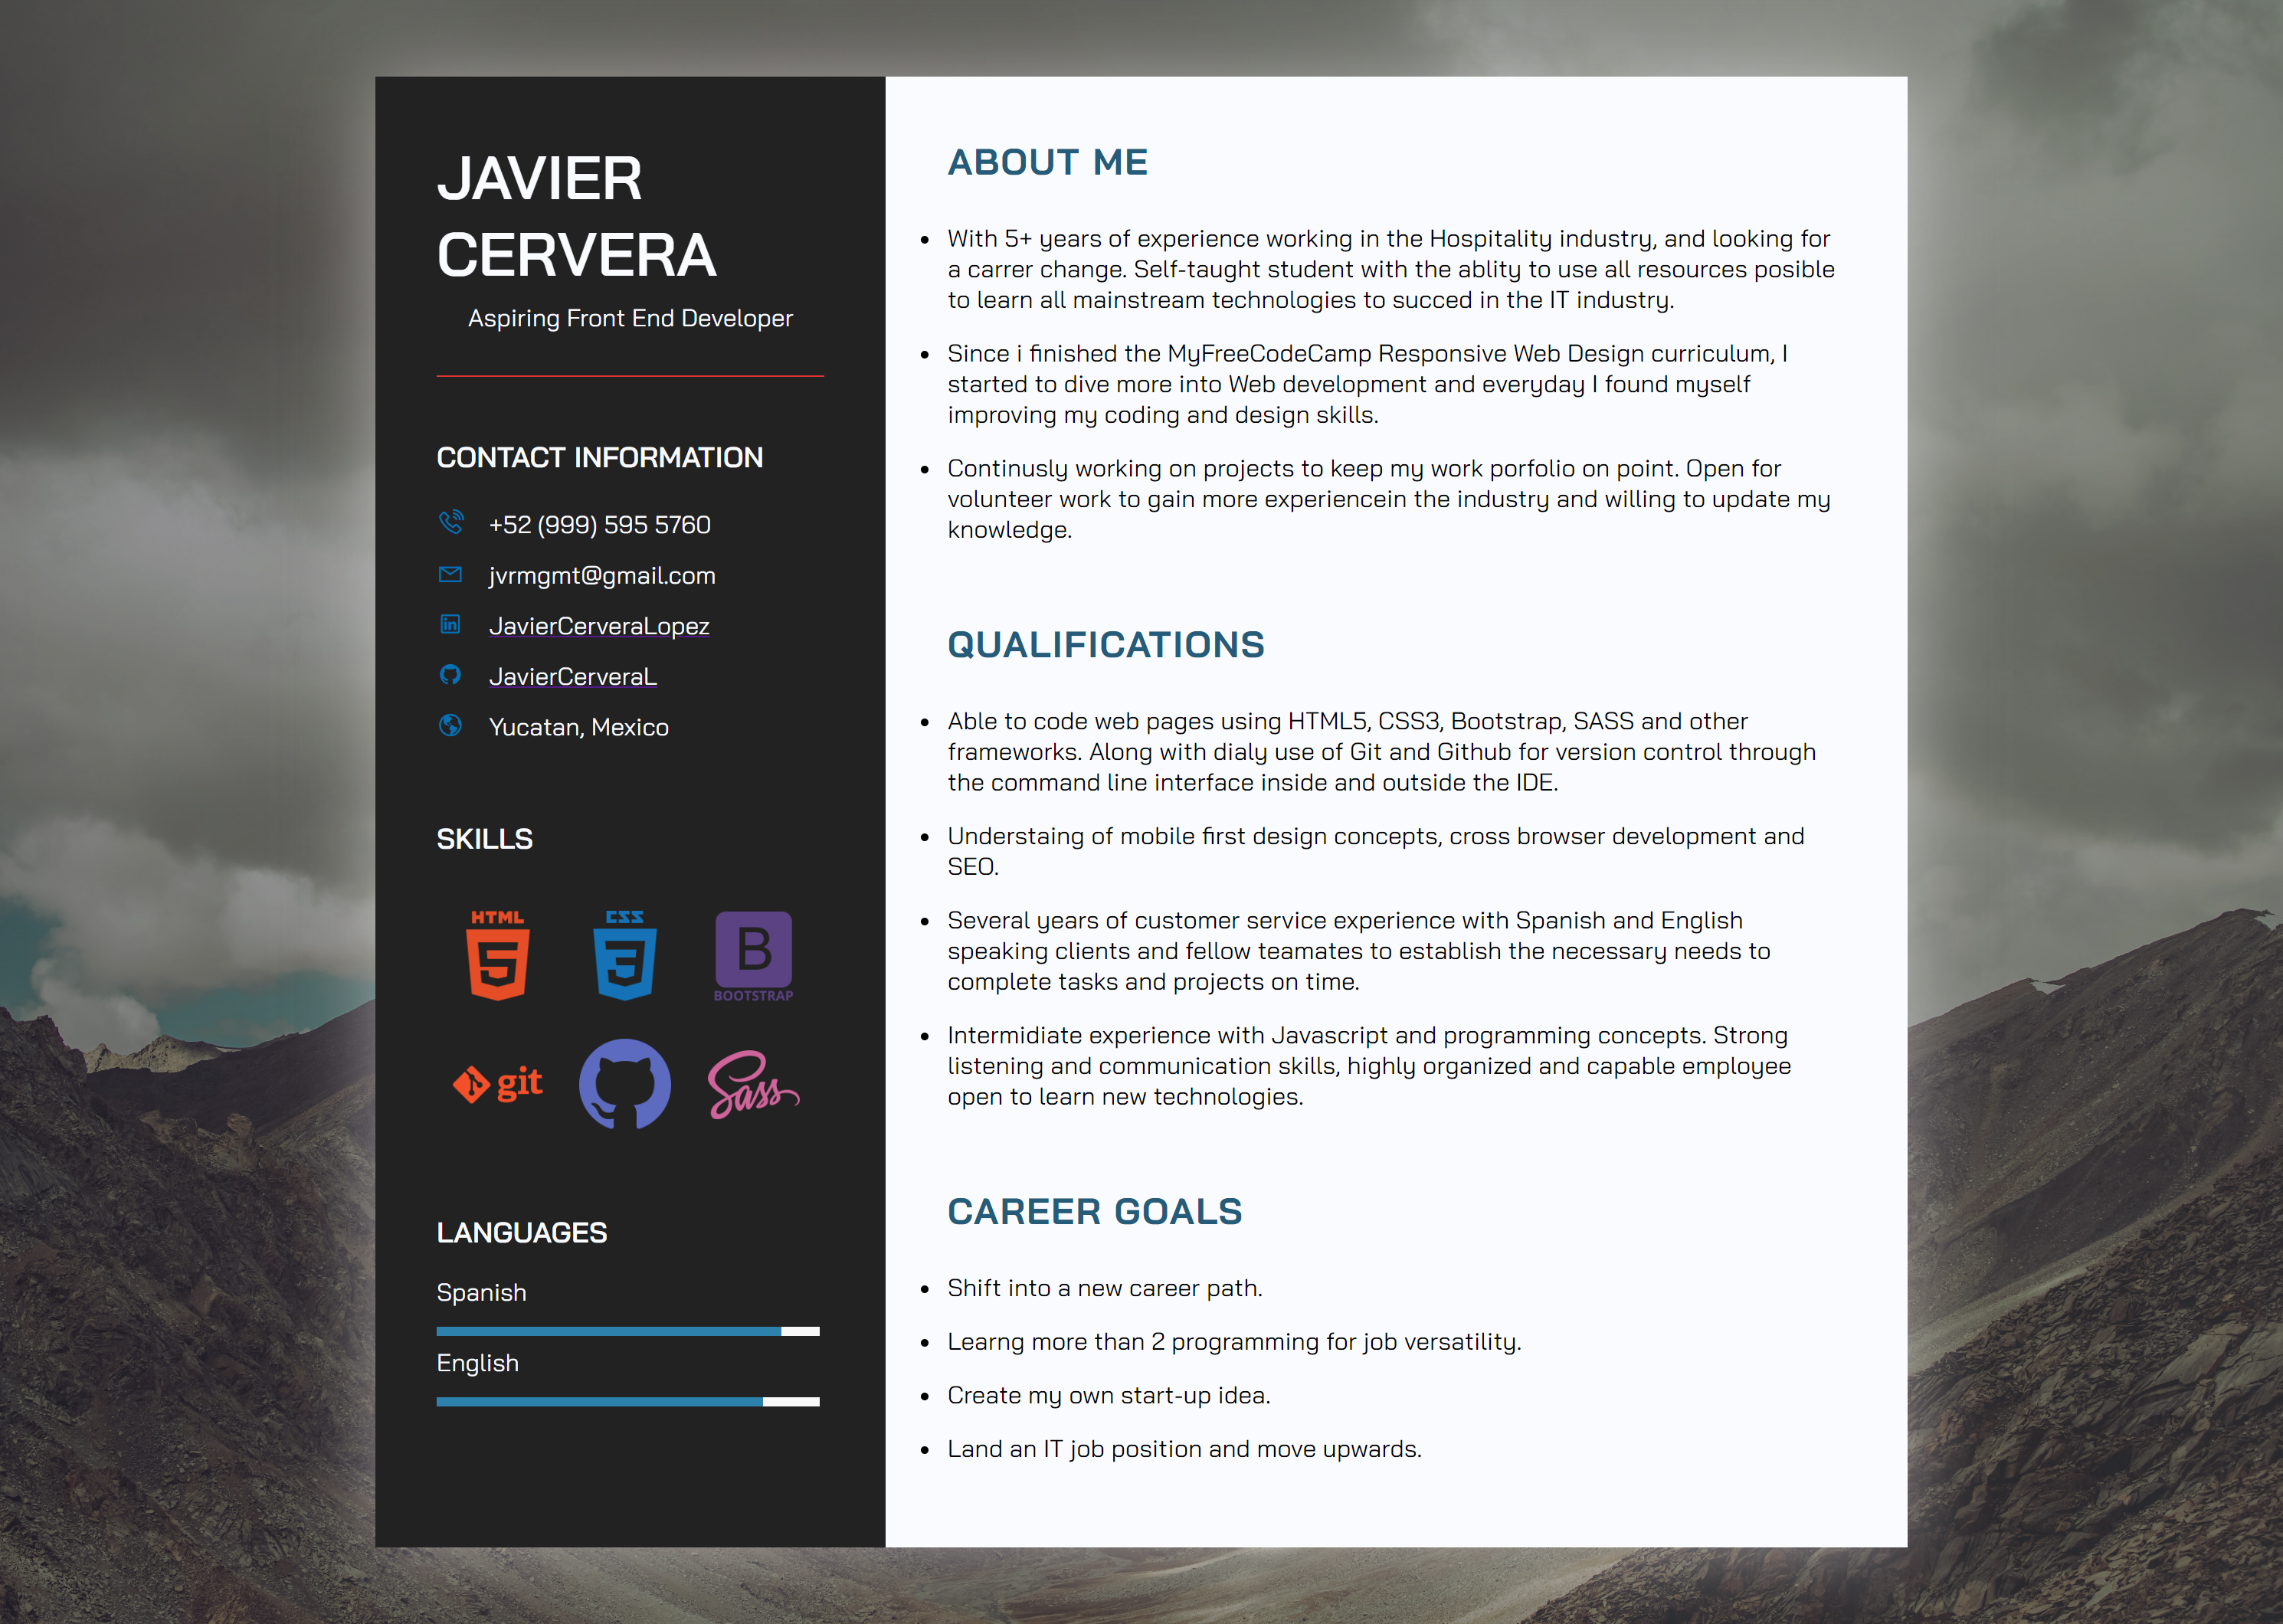 JAVIER
CERVERA
Aspiring Front End Developer
CONTACT INFORMATION
+52 (999) 595 5760
jvrmgmt@gmail.com
JavierCerveraLopez
JavierCerveraL
Yucatan, Mexico
SKILLS
HTML
5
CSS
3
B
BOOTSTRAP
git
Sass
LANGUAGES
Spanish
English
ABOUT ME
With 5+ years of experience working in the Hospitality industry, and looking for
a carrer change. Self-taught student with the ablity to use all resources posible
to learn all mainstream technologies to succed in the IT industry.
Since i finished the MyFreeCodeCamp Responsive Web Design curriculum, I
started to dive more into Web development and everyday I found myself
improving my coding and design skills.
Continusly working on projects to keep my work porfolio on point. Open for
volunteer work to gain more experiencein the industry and willing to update my
knowledge.
QUALIFICATIONS
Able to code web pages using HTML5, CSS3, Bootstrap, SASS and other
frameworks. Along with dialy use of Git and Github for version control through
the command line interface inside and outside the IDE.
Understaing of mobile first design concepts, cross browser development and
SEO.
Several years of customer service experience with Spanish and English
speaking clients and fellow teamates to establish the necessary needs to
complete tasks and projects on time.
Intermidiate experience with Javascript and programming concepts. Strong
listening and communication skills, highly organized and capable employee
open to learn new technologies.
CAREER GOALS
Shift into a new career path.
Learng more than 2 programming for job versatility.
Create my own start-up idea.
Land an IT job position and move upwards.